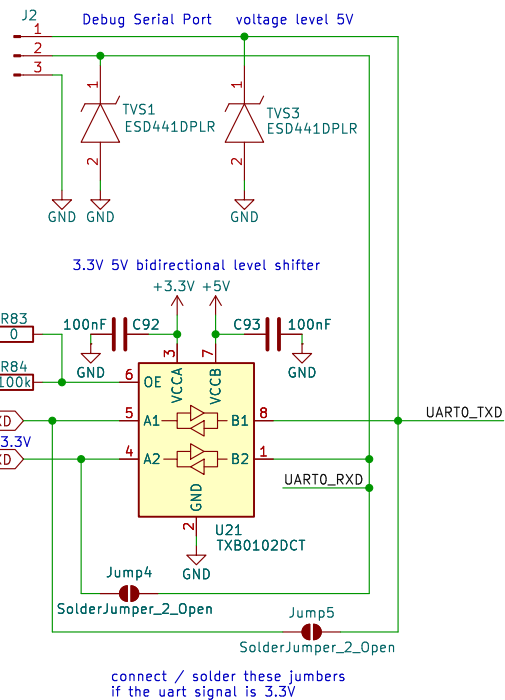 J2
Debug Serial Port voltage level 5V
1
2
3
1
TVS1
ESD441DPLR
2
1
TVS3
ESD441DPLR
2
GND
GND
GND
3.3V 5V bidirectional level shifter
+3.3V +5V
R83
0
100nF
C92
C93
100nF
GND
GND
3
7
R84
100k
6
OE
VCCA
VCCB
XD
5
A1
B1
8
UART0_TXD
3.3V
XD
4
A2
B2
1
UART0_RXD
GND
2
U21
TXB0102DCT
GND
Jump4
SolderJumper_2_Open
Jump5
SolderJumper_2_Open
connect / solder these jumbers
if the uart signal is 3.3V